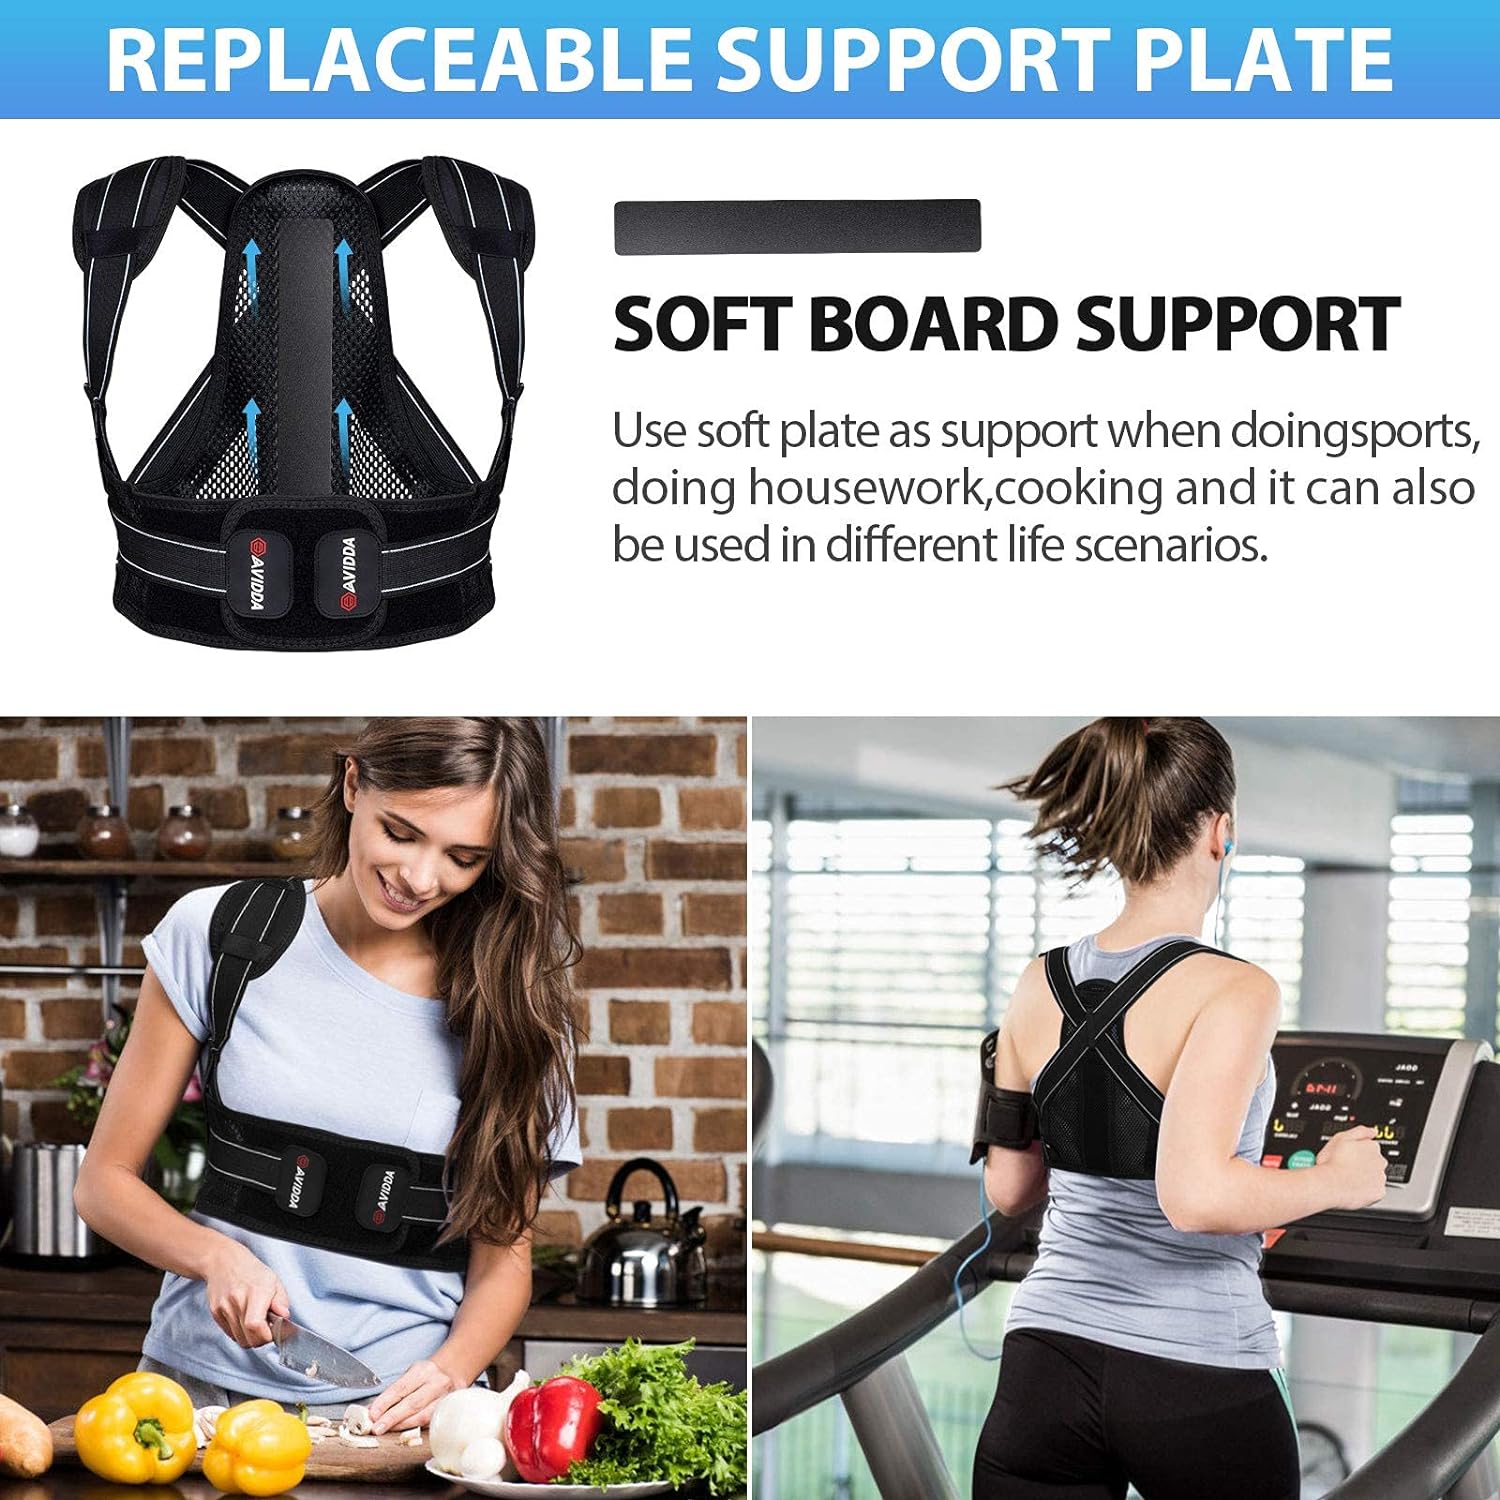 REPLACEABLE SUPPORT PLATE
SOFT BOARD SUPPORT
Use soft plate as support when doingsports,
doing housework,cooking and it can also
be used in different life scenarios.
AVIDDA
AVIDDA
AVIDDA
AVIDDA